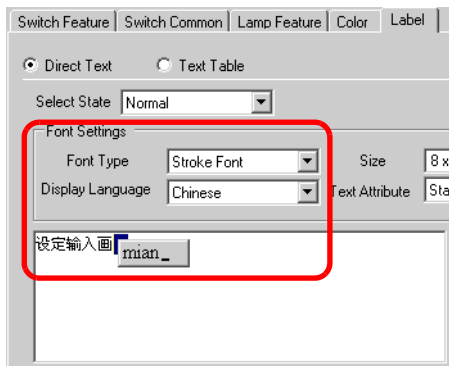 Switch Feature Switch Common Lamp Feature Color Label
Direct Text Text Table
Select State Normal
Font Settings
Font Type Stroke Font Size 8 x
Display Language Chinese Text Attribute Sta
设定输入画 mian_